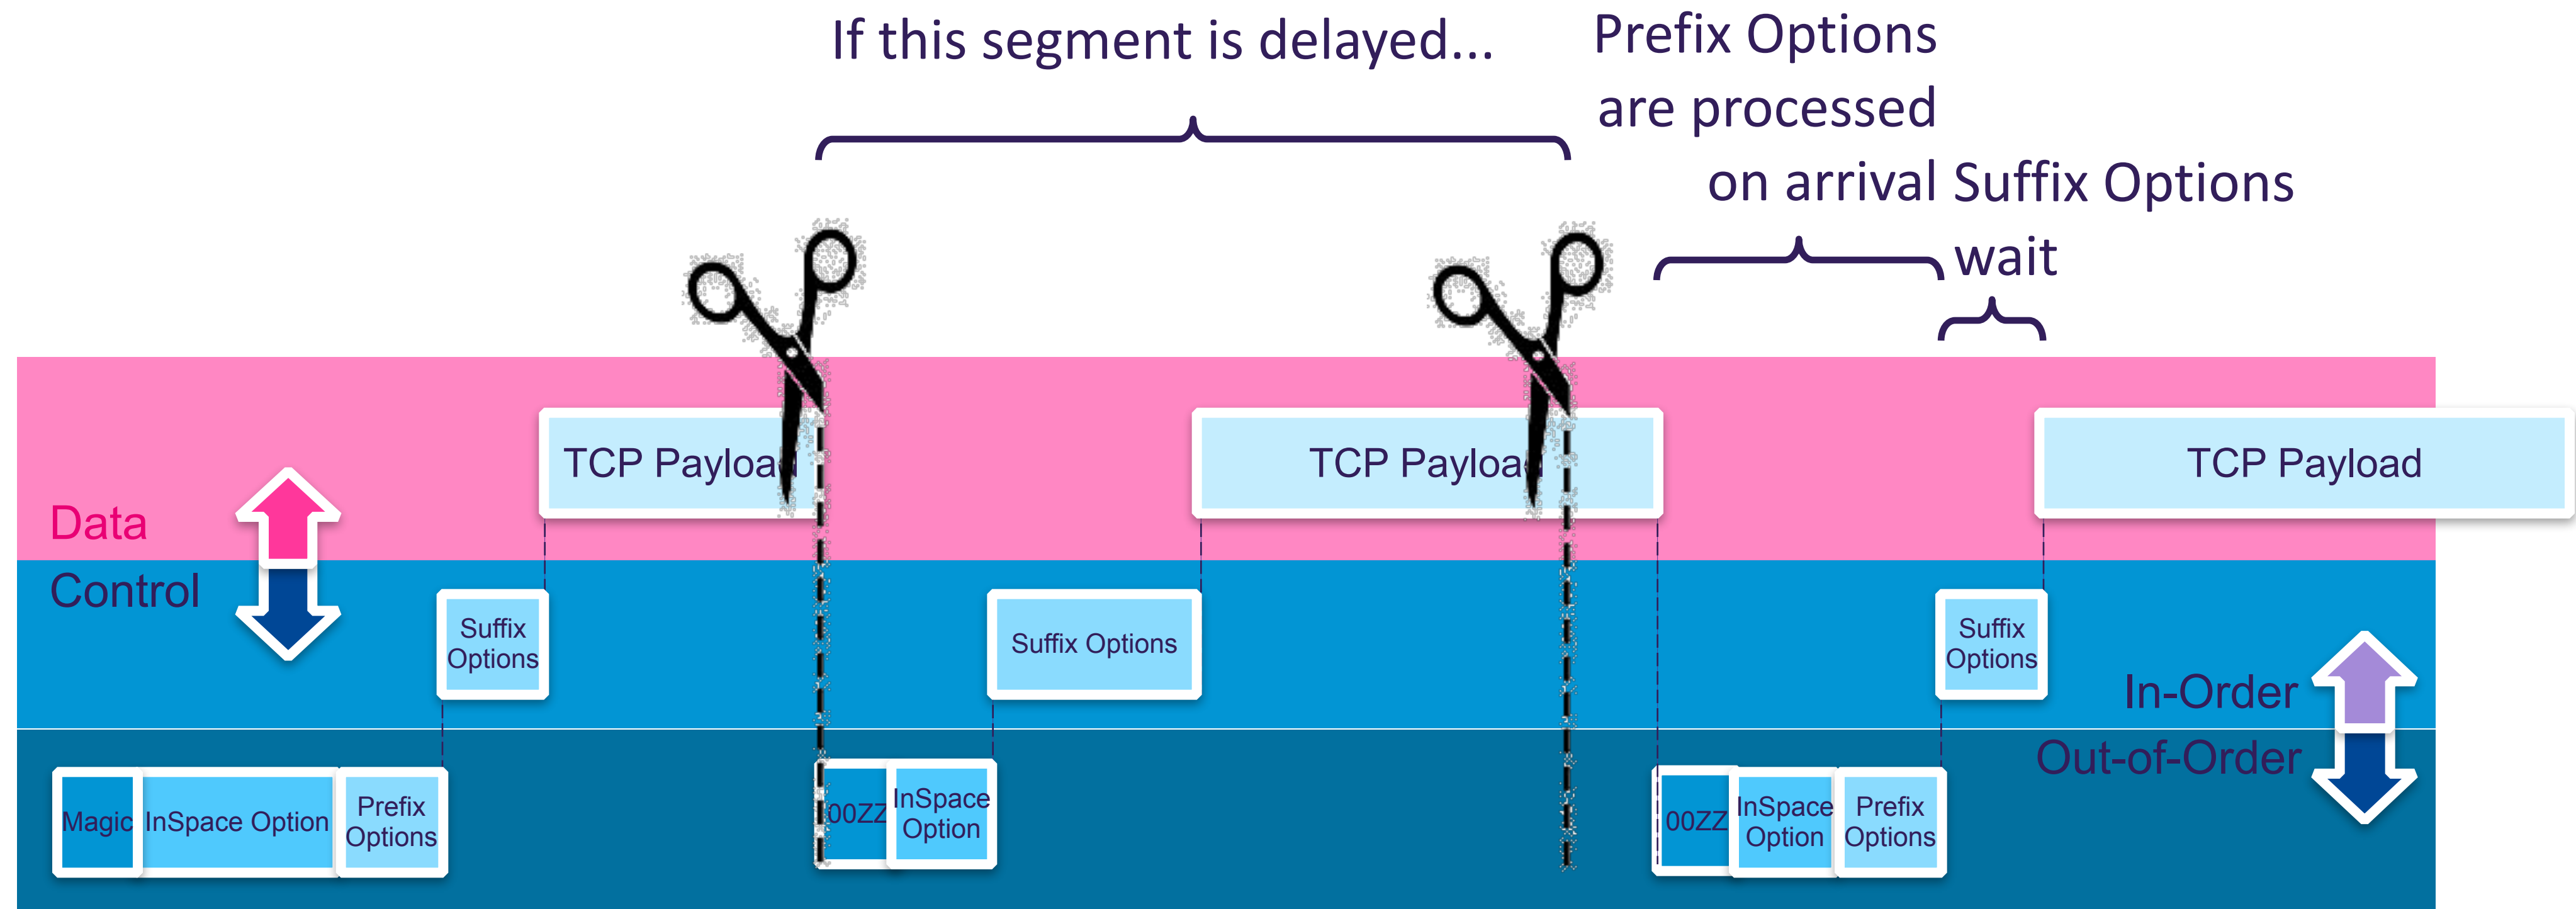 If this segment is delayed...
Prefix Options
are processed
on arrival
Suffix Options
wait
TCP Payload
TCP Payload
TCP Payload
Data
Control
Suffix
Options
Suffix Options
Suffix
Options
In-Order
Out-of-Order
Magic
InSpace Option
Prefix
Options
00ZZ
InSpace
Option
00ZZ
InSpace
Option
Prefix
Options